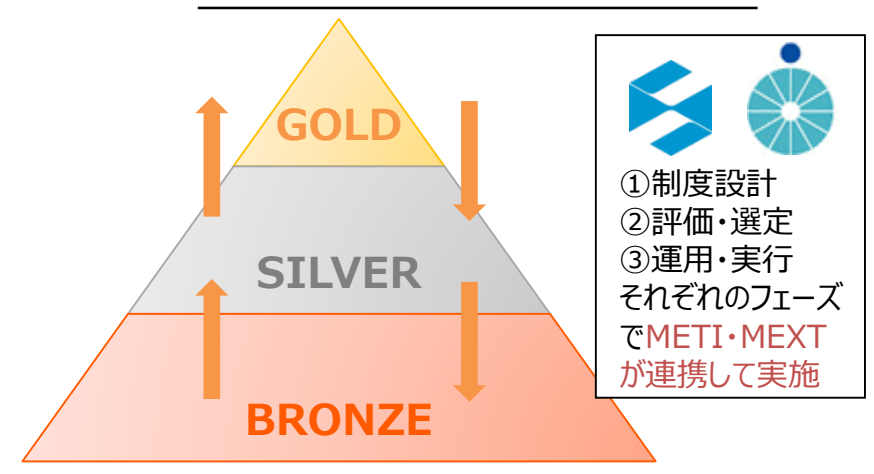 GOLD
SILVER
BRONZE
①制度設計
②評価・選定
③運用・実行
それぞれのフェーズ
でMETI・MEXT
が連携して実施